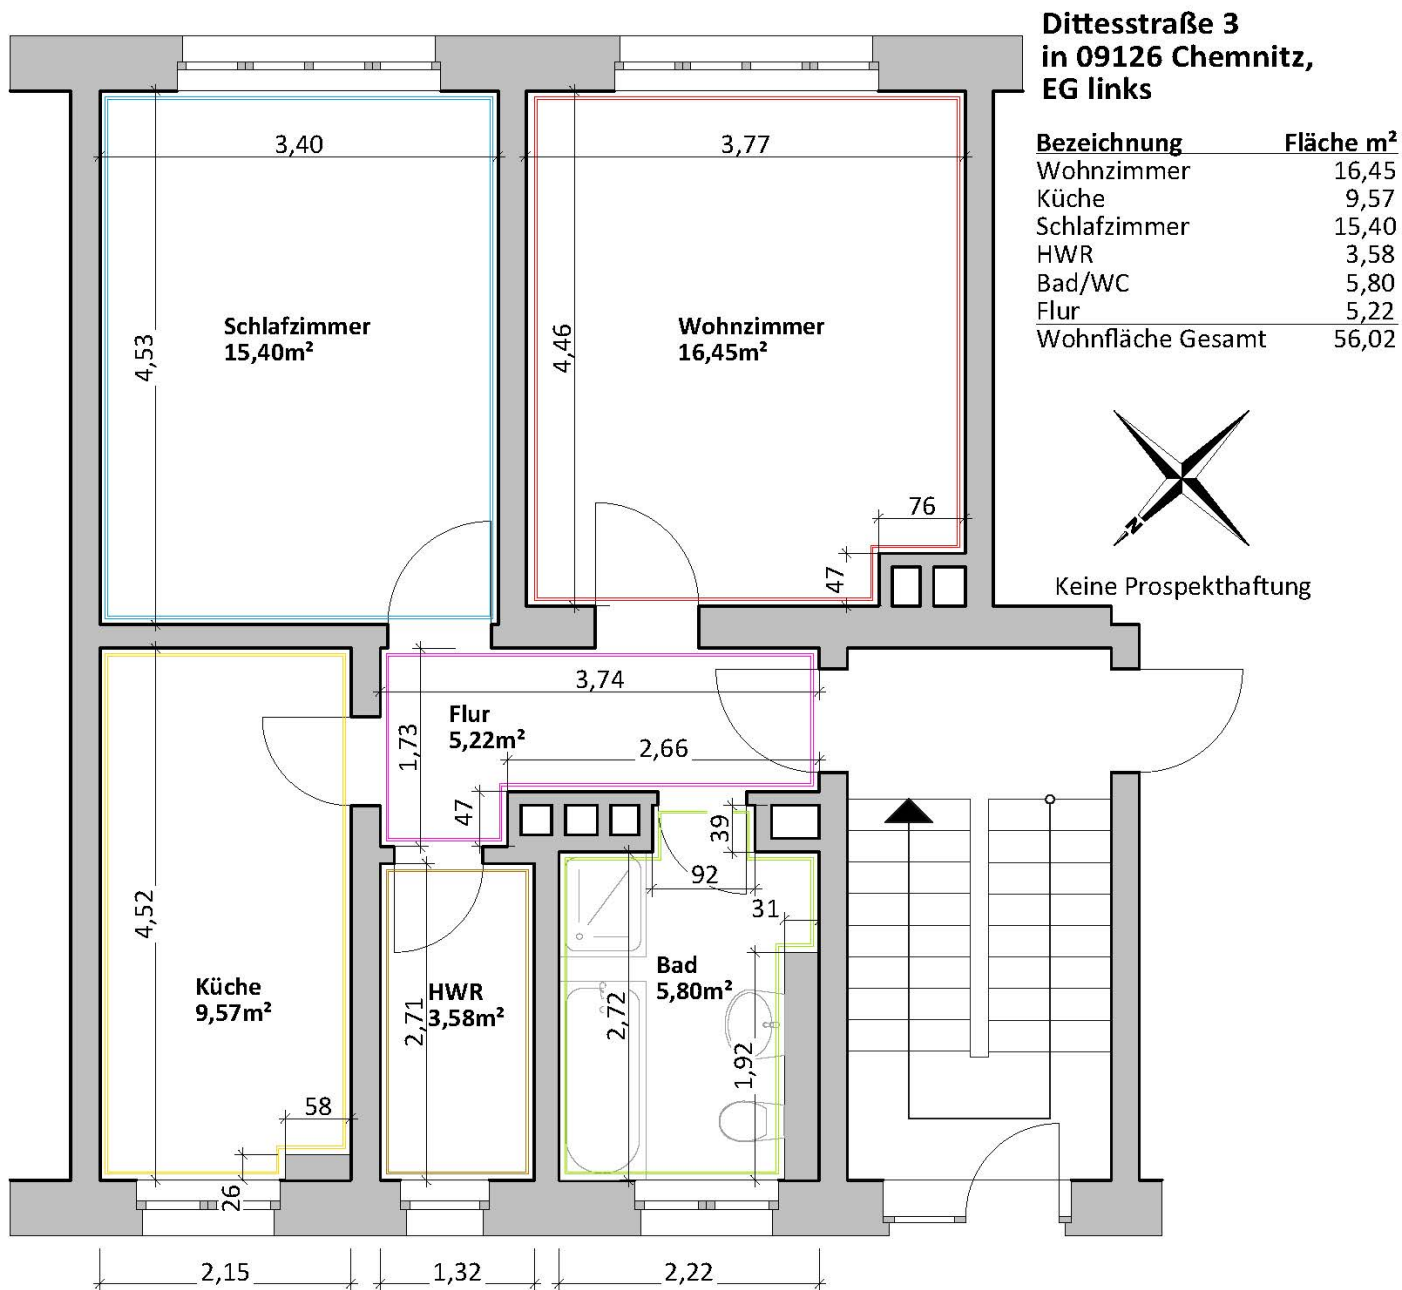 Dittesstraße 3
in 09126 Chemnitz,
EG links
Bezeichnung Fläche m²
Wohnzimmer 16,45
Küche 9,57
Schlafzimmer 15,40
HWR 3,58
Bad/WC 5,80
Flur 5,22
Wohnfläche Gesamt 56,02
N
Keine Prospekthaftung
3,40
3,77
4,53
Schlafzimmer
15,40m²
4,46
Wohnzimmer
16,45m²
76
47
3,74
Flur
5,22m²
1,73
2,66
47
39
92
31
4,52
Küche
9,57m²
2,71
HWR
3,58m²
Bad
5,80m²
2,72
1,92
58
26
2,15
1,32
2,22